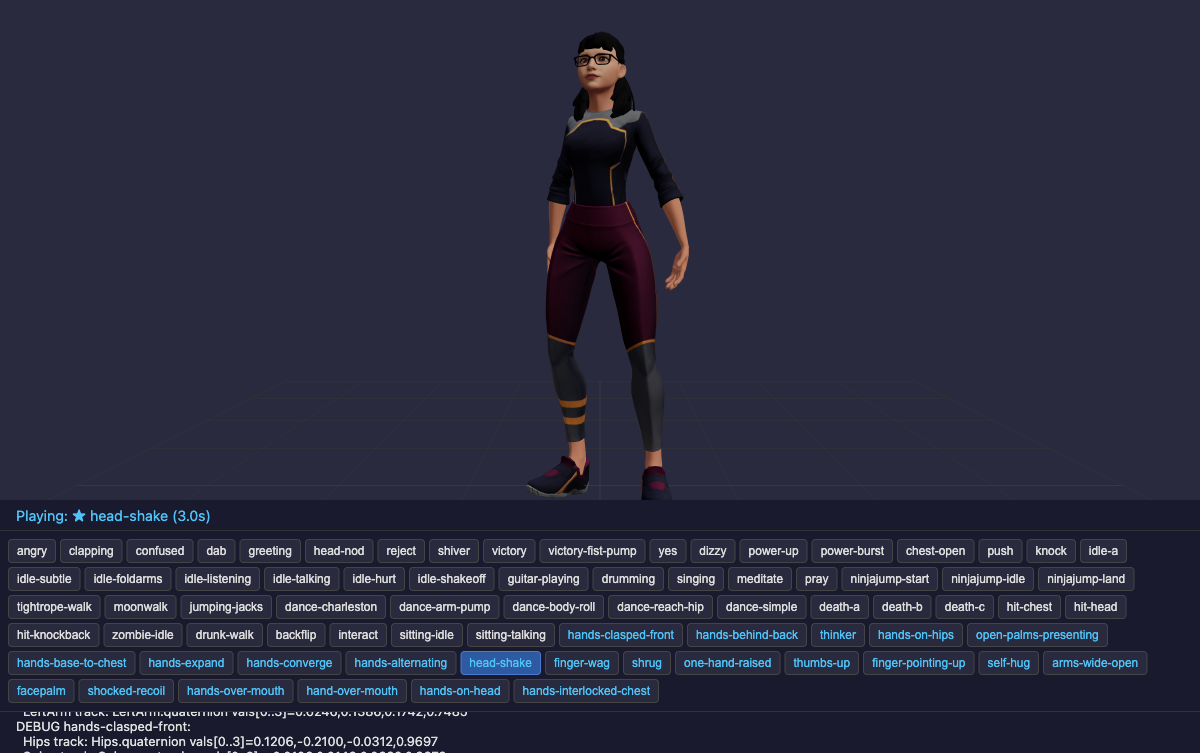 Playing: ★ head-shake (3.0s)
angry clapping confused dab greeting head-nod reject shiver victory victory-fist-pump yes dizzy power-up power-burst chest-open push knock idle-a
idle-subtle idle-foldarms idle-listening idle-talking idle-hurt idle-shakeoff guitar-playing drumming singing meditate pray ninjajump-start ninjajump-idle ninjajump-land
tightrope-walk moonwalk jumping-jacks dance-charleston dance-arm-pump dance-body-roll dance-reach-hip dance-simple death-a death-b death-c hit-chest hit-head
hit-knockback zombie-idle drunk-walk backflip interact sitting-idle sitting-talking hands-clasped-front hands-behind-back thinker hands-on-hips open-palms-presenting
hands-base-to-chest hands-expand hands-converge hands-alternating head-shake finger-wag shrug one-hand-raised thumbs-up finger-pointing-up self-hug arms-wide-open
facepalm shocked-recoil hands-over-mouth hand-over-mouth hands-on-head hands-interlocked-chest
LeftArm track: LeftArm.quaternion
DEBUG hands-clasped-front:
Hips track: Hips.quaternion vals[0..3]=0.1206,-0.2100,-0.0312,0.9697